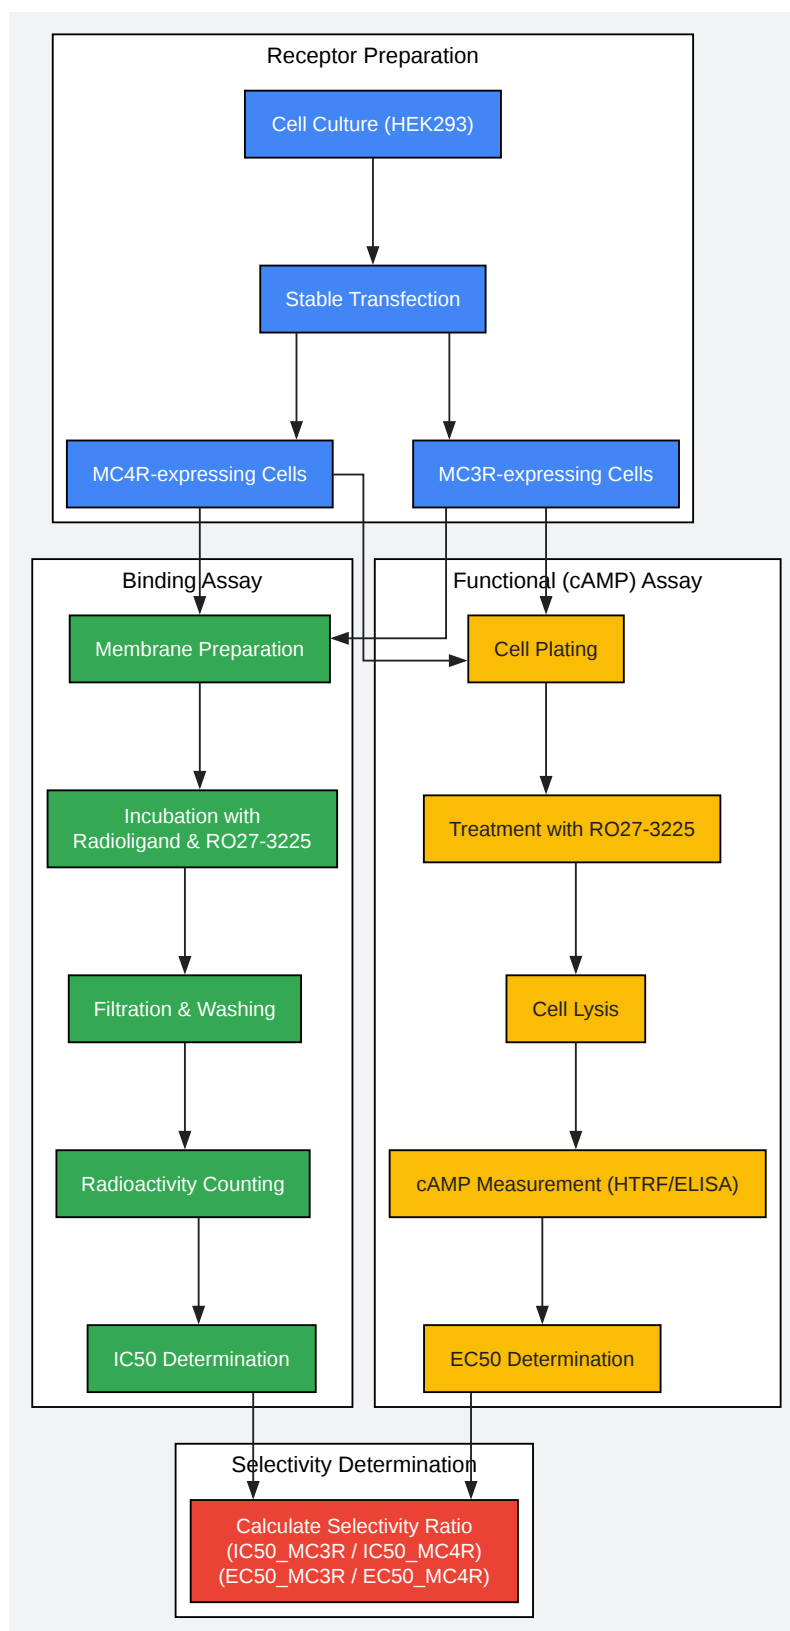 Receptor Preparation
Cell Culture (HEK293)
Stable Transfection
MC4R-expressing Cells
MC3R-expressing Cells
Binding Assay
Functional (cAMP) Assay
Membrane Preparation
Cell Plating
Incubation with
Radioligand & RO27-3225
Treatment with RO27-3225
Filtration & Washing
Cell Lysis
Radioactivity Counting
cAMP Measurement (HTRF/ELISA)
IC50 Determination
EC50 Determination
Selectivity Determination
Calculate Selectivity Ratio
(IC50_MC3R / IC50_MC4R)
(EC50_MC3R / EC50_MC4R)